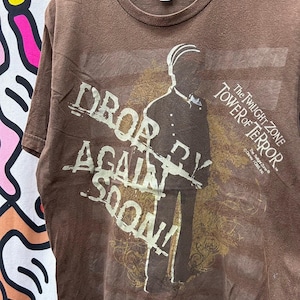 DROP BY
AGAIN
SOON!
The TWILIGHT ZONE
TOWER OF TERROR